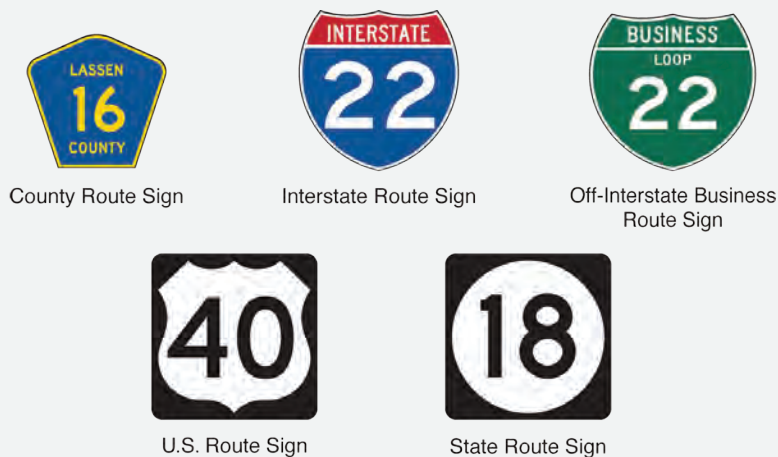 LASSEN
16
COUNTY
County Route Sign
INTERSTATE
22
Interstate Route Sign
BUSINESS
LOOP
22
Off-Interstate Business
Route Sign
40
U.S. Route Sign
18
State Route Sign